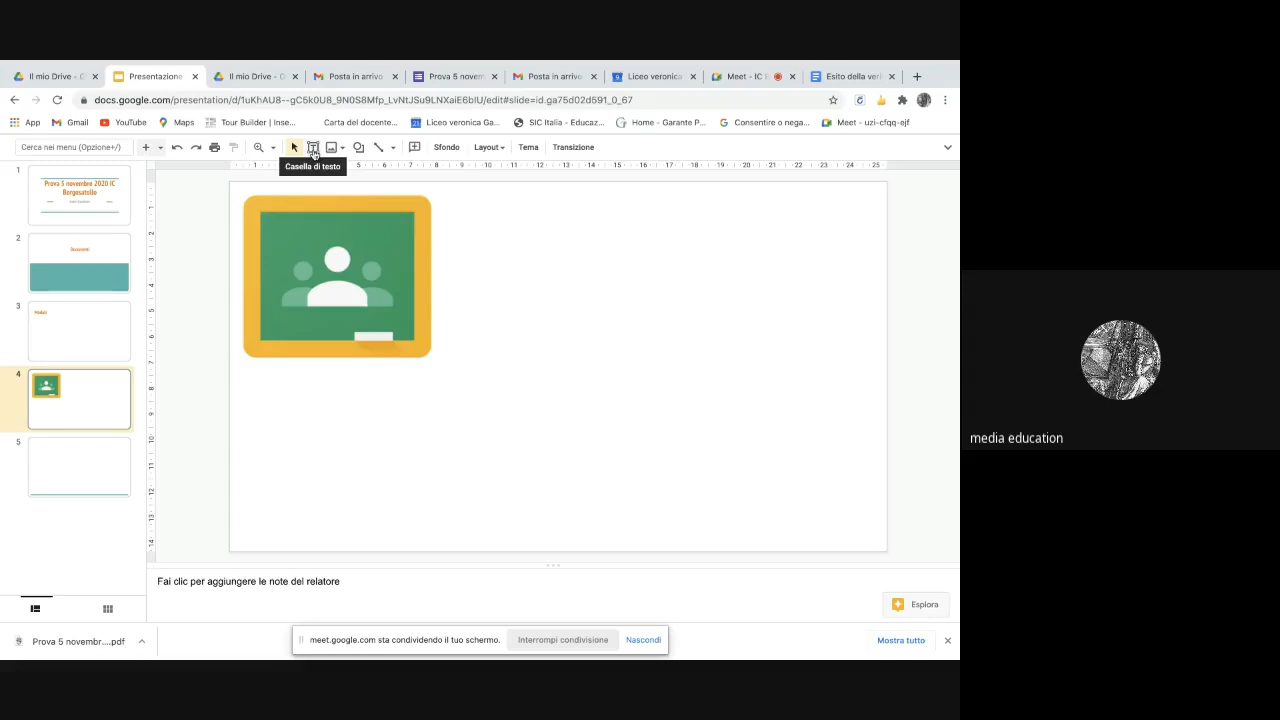 Il mio Drive - G
Presentazione
Il mio Drive - G
Posta in arrivo
Prova 5 novem
Posta in arrivo
Liceo veronica
Meet - IC B
Esito della veri
docs.google.com/presentation/d/1uKhAU8--gC5k0U8_9N0S8Mfp_LvNtJSu9LNXaiE6bIU/edit#slide=id.ga75d02d591_0_67
App
Gmail
YouTube
Maps
Tour Builder | Inse...
Carta del docente...
Liceo veronica Ga...
SIC Italia - Educaz...
Home - Garante P...
Consentire o nega...
Meet - uzi-cfqq-ejf
Cerca nei menu (Opzione+/)
Sfondo
Layout
Tema
Transizione
Casella di testo
1
Prova 5 novembre 2020 IC
Borgosatollo
2
Documenti
3
Moduli
4
5
Fai clic per aggiungere le note del relatore
Esplora
Prova 5 novembr....pdf
meet.google.com sta condividendo il tuo schermo.
Interrompi condivisione
Nascondi
Mostra tutto
media education